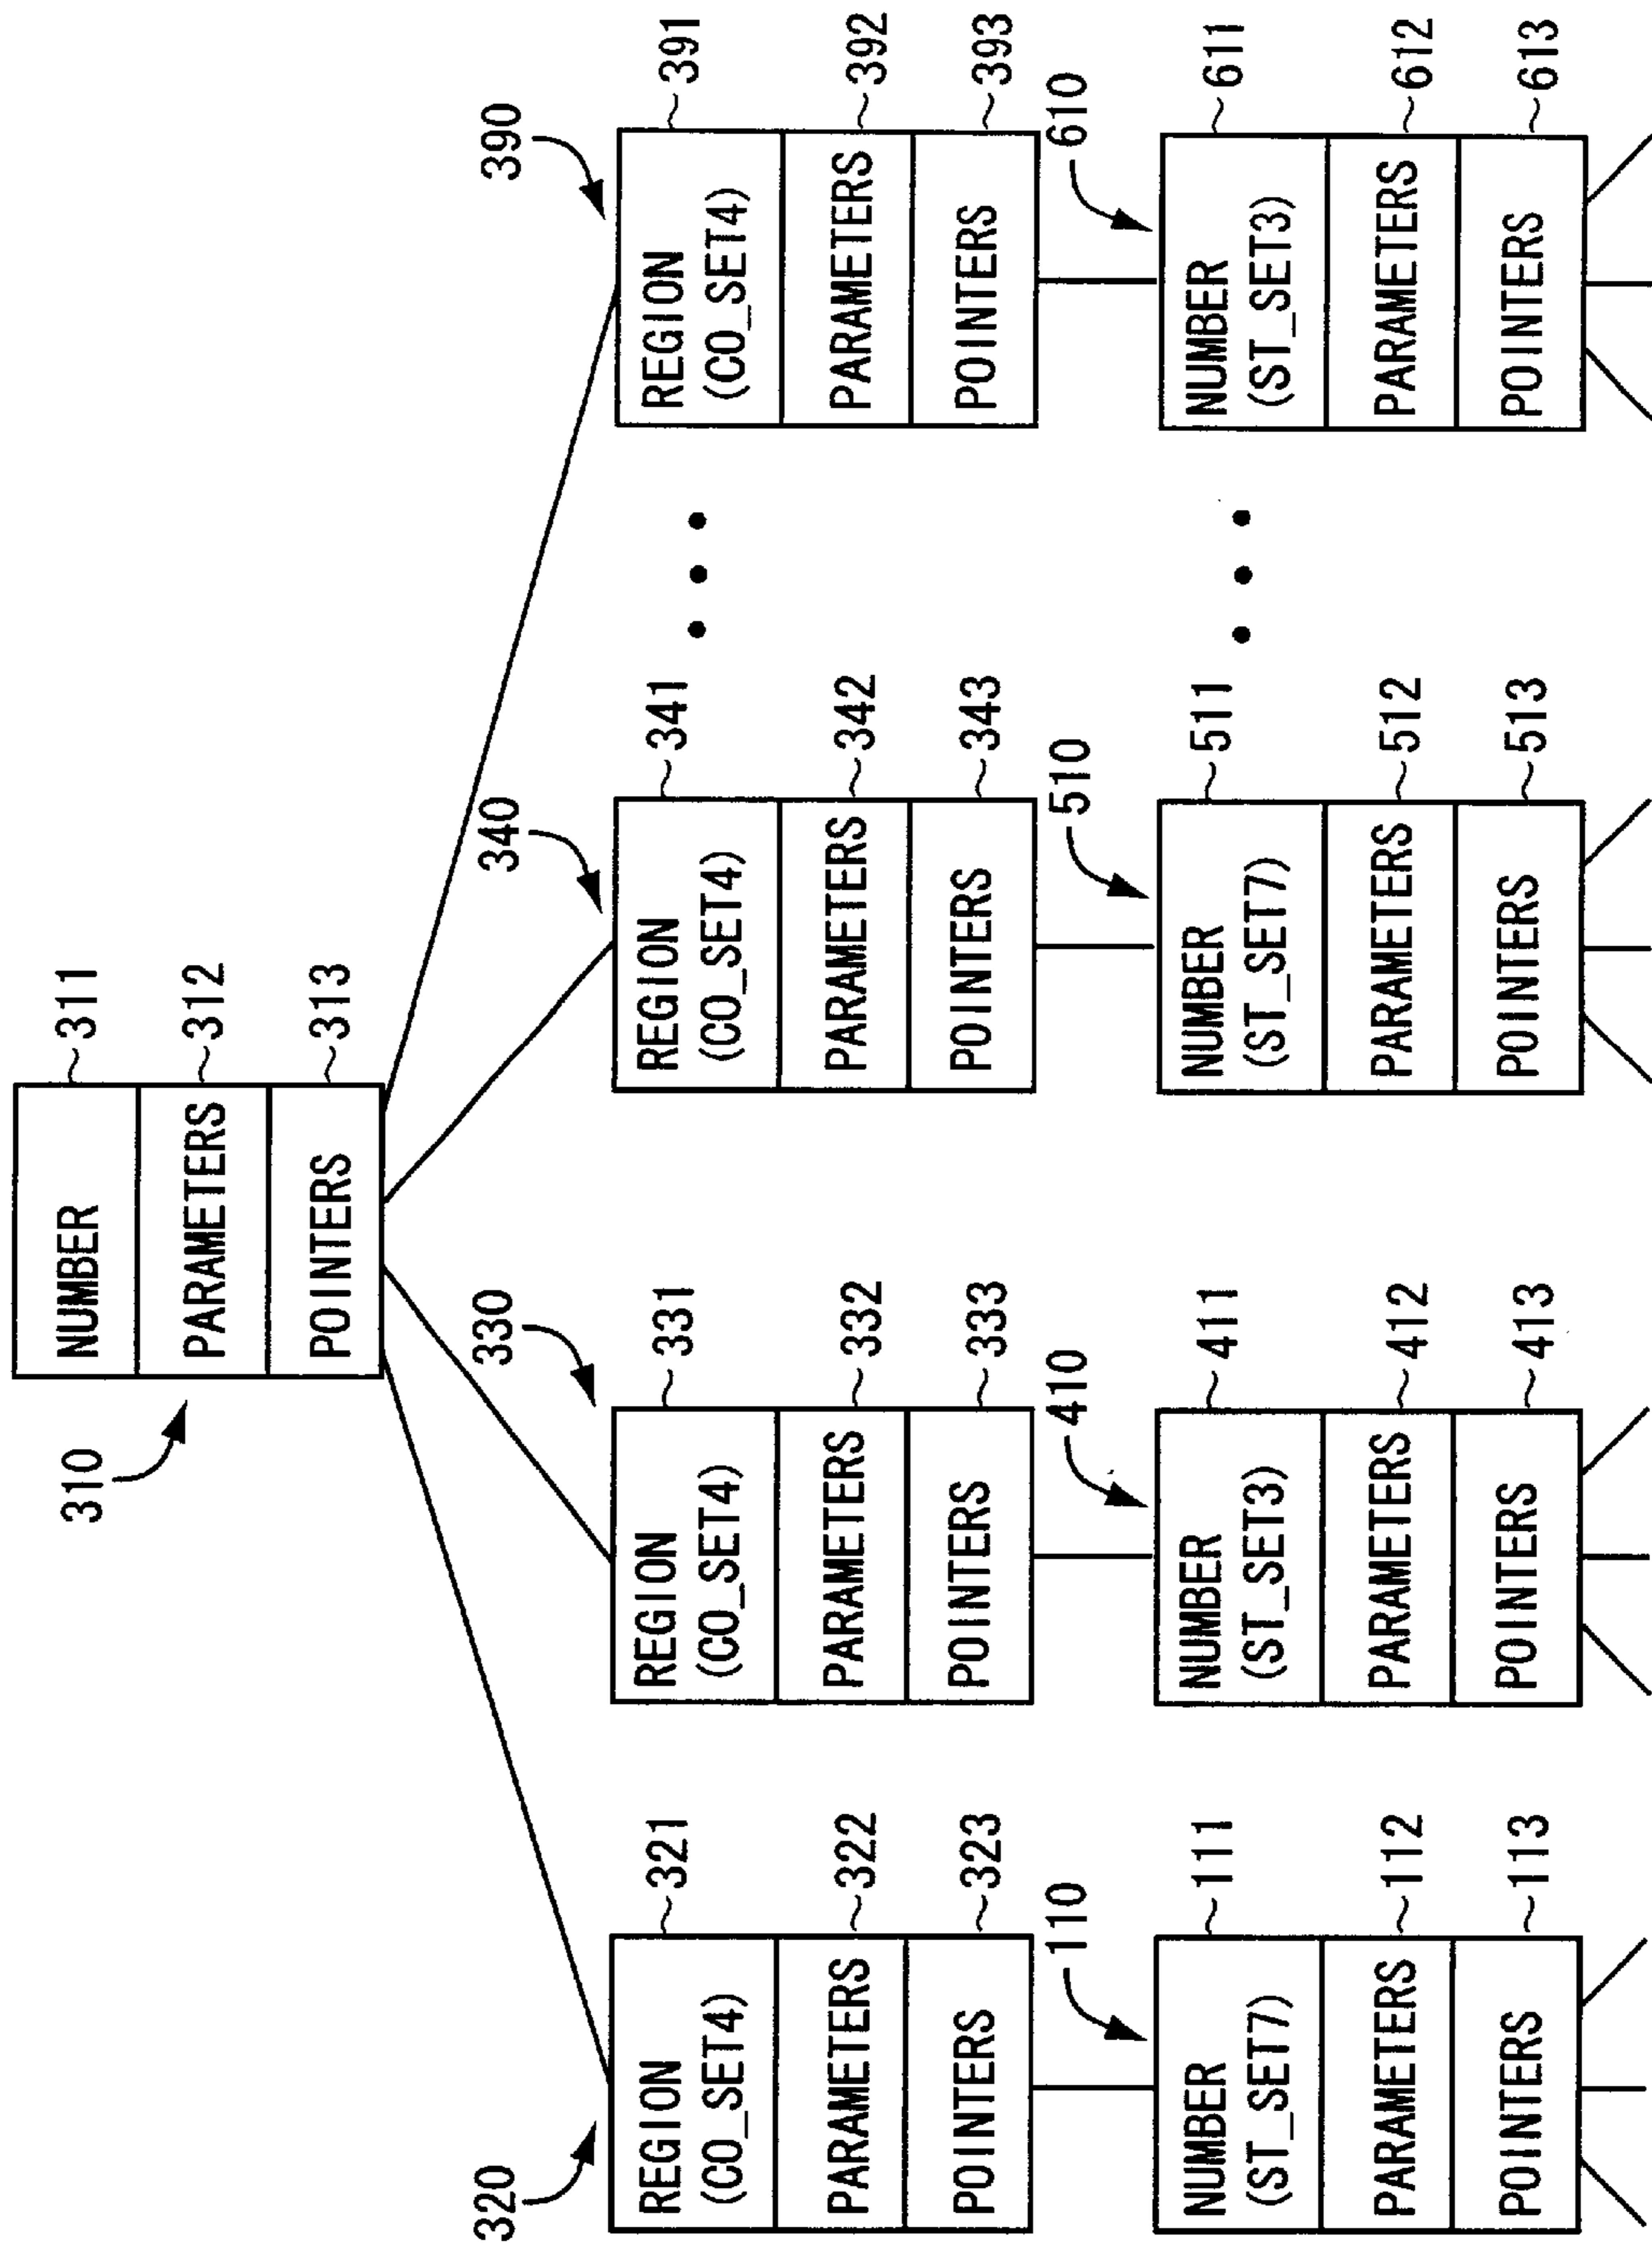 310
NUMBER
311
PARAMETERS
312
POINTERS
313
320
REGION
(CO_SET4)
321
PARAMETERS
322
POINTERS
323
330
REGION
(CO_SET4)
331
PARAMETERS
332
POINTERS
333
340
REGION
(CO_SET4)
341
PARAMETERS
342
POINTERS
343
390
REGION
(CO_SET4)
391
PARAMETERS
392
POINTERS
393
110
NUMBER
(ST_SET7)
111
PARAMETERS
112
POINTERS
113
410
NUMBER
(ST_SET3)
411
PARAMETERS
412
POINTERS
413
510
NUMBER
(ST_SET7)
511
PARAMETERS
512
POINTERS
513
610
NUMBER
(ST_SET3)
611
PARAMETERS
612
POINTERS
613